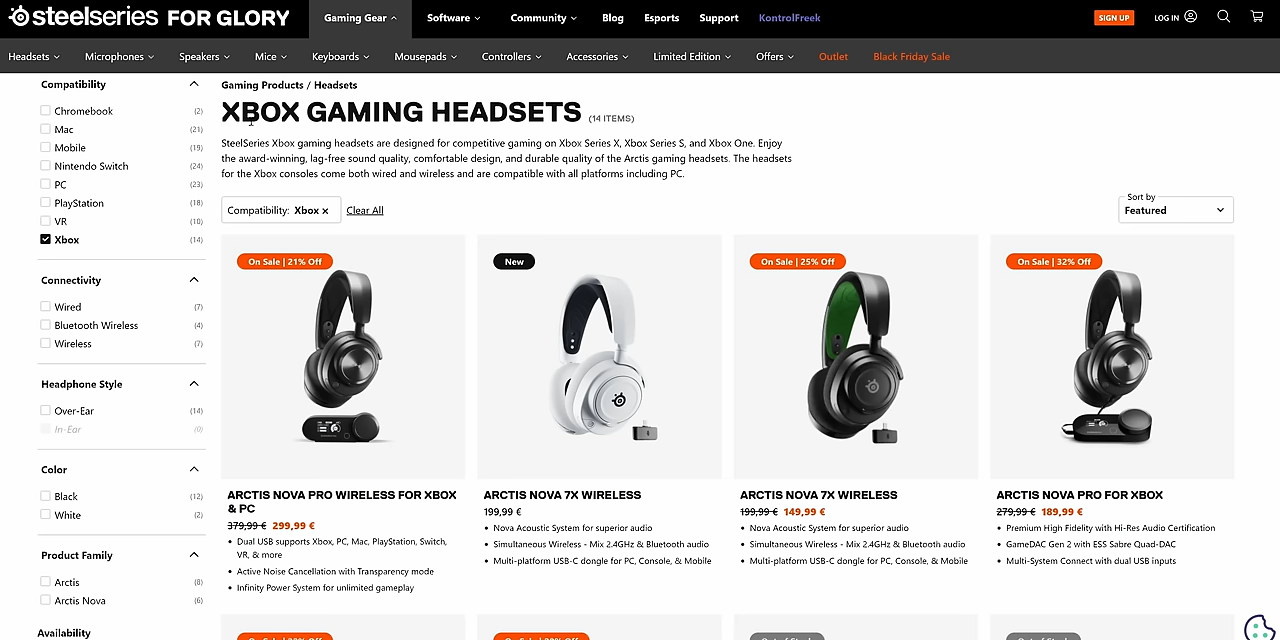 steelseries FOR GLORY
Gaming Gear
Software
Community
Blog
Esports
Support
KontrolFreek
SIGN UP
LOG IN
Headsets
Microphones
Speakers
Mice
Keyboards
Mousepads
Controllers
Accessories
Limited Edition
Offers
Outlet
Black Friday Sale
Compatibility
Chromebook (2)
Mac (21)
Mobile (19)
Nintendo Switch (24)
PC (23)
PlayStation (18)
VR (10)
Xbox (14)
Connectivity
Wired (7)
Bluetooth Wireless (4)
Wireless (7)
Headphone Style
Over-Ear (14)
In-Ear (0)
Color
Black (12)
White (2)
Product Family
Arctis (8)
Arctis Nova (6)
Availability
Gaming Products / Headsets
XBOX GAMING HEADSETS (14 ITEMS)
SteelSeries Xbox gaming headsets are designed for competitive gaming on Xbox Series X, Xbox Series S, and Xbox One. Enjoy
the award-winning, lag-free sound quality, comfortable design, and durable quality of the Arctis gaming headsets. The headsets
for the Xbox consoles come both wired and wireless and are compatible with all platforms including PC.
Compatibility: Xbox ×
Clear All
Sort by
Featured
On Sale | 21% Off
ARCTIS NOVA PRO WIRELESS FOR XBOX
& PC
379,99 € 299,99 €
• Dual USB supports Xbox, PC, Mac, PlayStation, Switch,
VR, & more
• Active Noise Cancellation with Transparency mode
• Infinity Power System for unlimited gameplay
New
ARCTIS NOVA 7X WIRELESS
199,99 €
• Nova Acoustic System for superior audio
• Simultaneous Wireless - Mix 2.4GHz & Bluetooth audio
• Multi-platform USB-C dongle for PC, Console, & Mobile
On Sale | 25% Off
ARCTIS NOVA 7X WIRELESS
199,99 € 149,99 €
• Nova Acoustic System for superior audio
• Simultaneous Wireless - Mix 2.4GHz & Bluetooth audio
• Multi-platform USB-C dongle for PC, Console, & Mobile
On Sale | 32% Off
ARCTIS NOVA PRO FOR XBOX
279,99 € 189,99 €
• Premium High Fidelity with Hi-Res Audio Certification
• GameDAC Gen 2 with ESS Sabre Quad-DAC
• Multi-System Connect with dual USB inputs